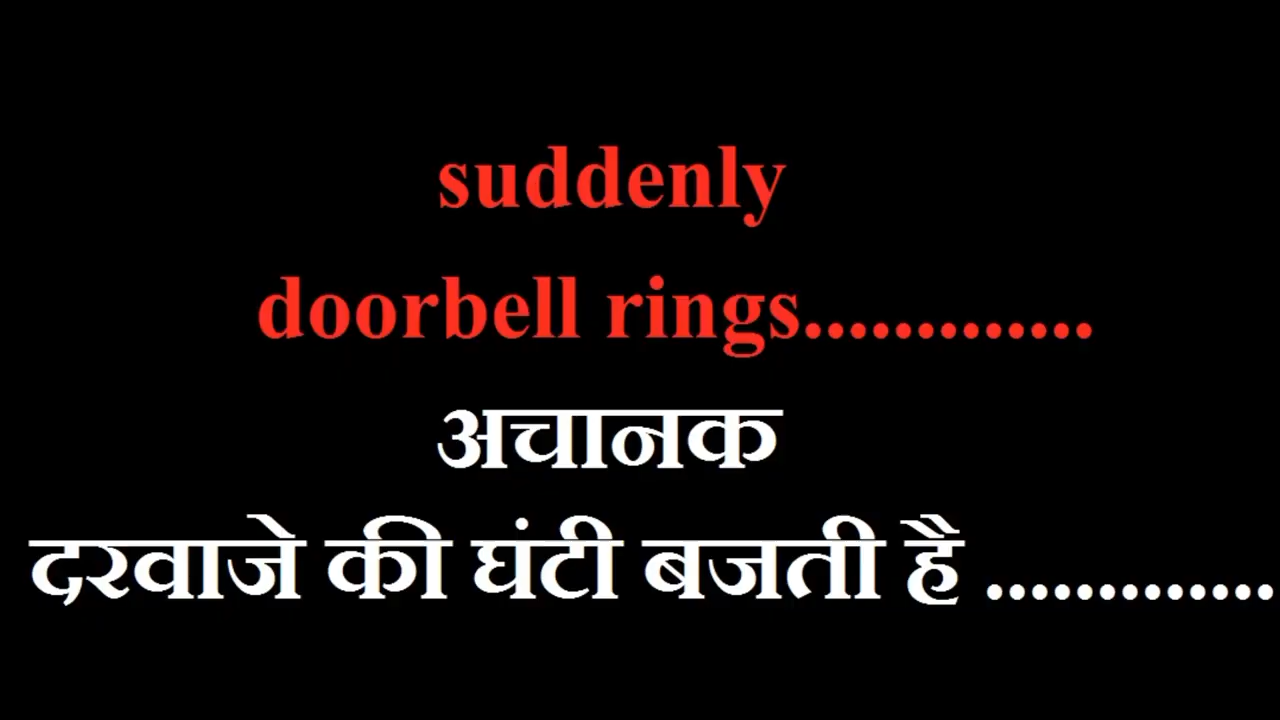 suddenly
doorbell rings.............
अचानक
दरवाजे की घंटी बजती है .............